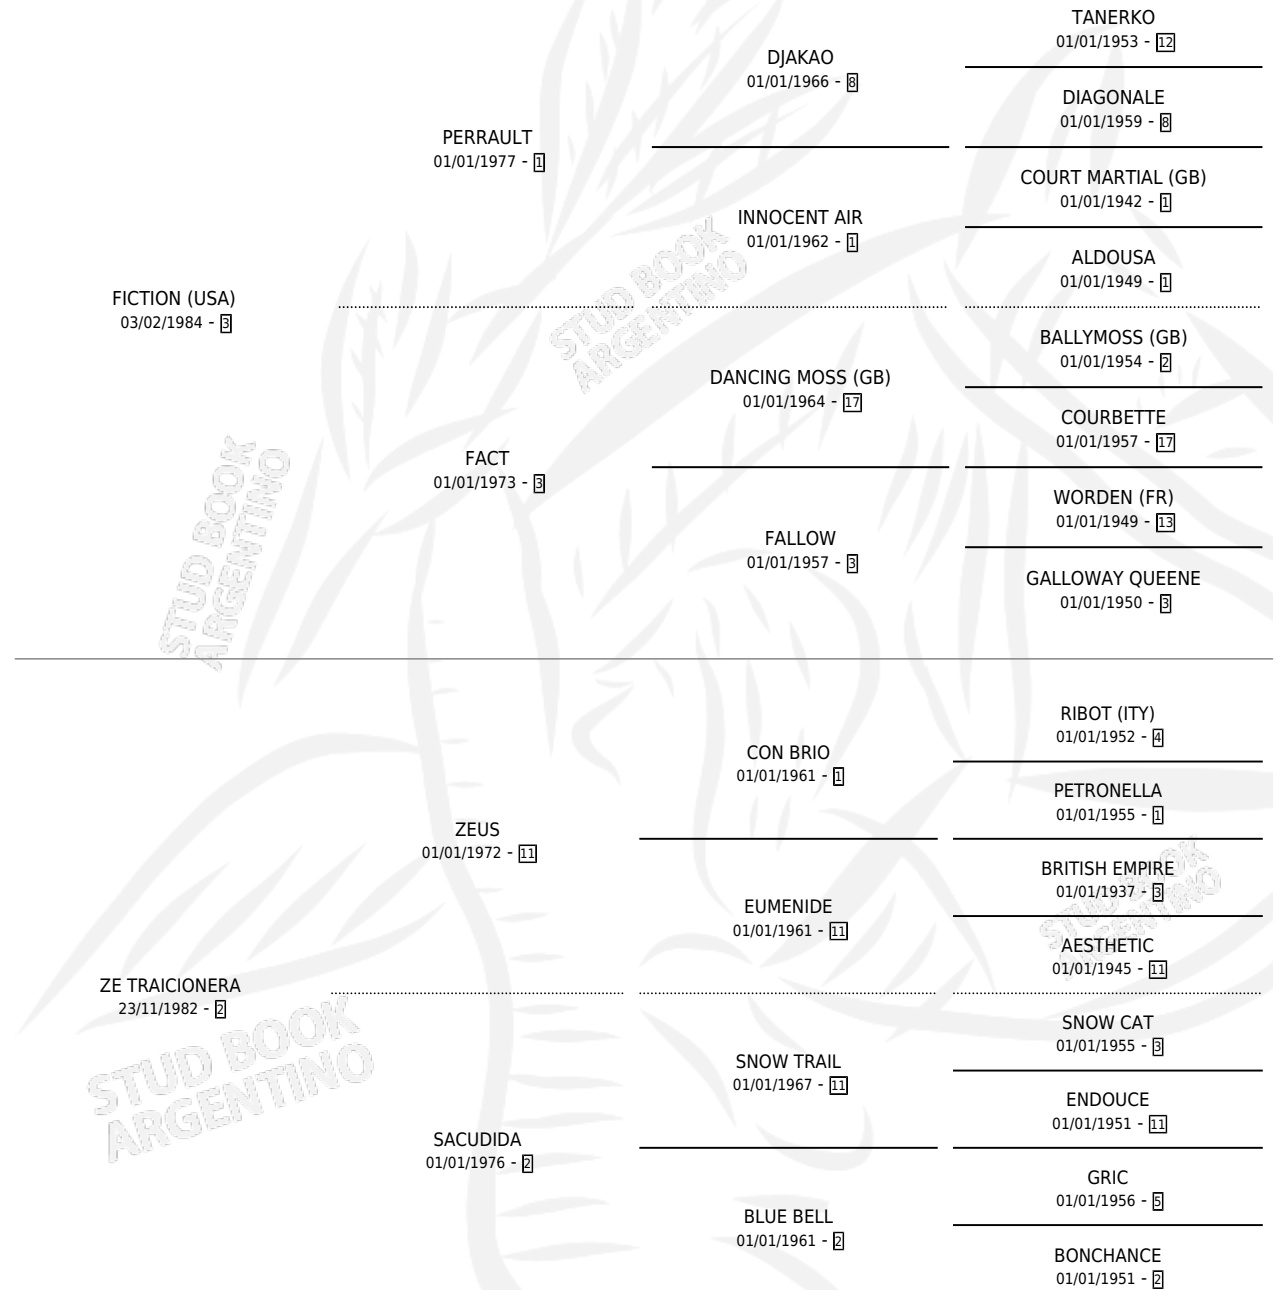 TANERKO
01/01/1953 - 12
DJAKAO
01/01/1966 - 8
DIAGONALE
01/01/1959 - 8
PERRAULT
01/01/1977 - 1
COURT MARTIAL (GB)
01/01/1942 - 1
INNOCENT AIR
01/01/1962 - 1
ALDOUSA
01/01/1949 - 1
FICTION (USA)
03/02/1984 - 3
BALLYMOSS (GB)
01/01/1954 - 2
DANCING MOSS (GB)
01/01/1964 - 17
COURBETTE
01/01/1957 - 17
FACT
01/01/1973 - 3
WORDEN (FR)
01/01/1949 - 13
FALLOW
01/01/1957 - 3
GALLOWAY QUEENE
01/01/1950 - 3
RIBOT (ITY)
01/01/1952 - 4
CON BRIO
01/01/1961 - 1
PETRONELLA
01/01/1955 - 1
ZEUS
01/01/1972 - 11
BRITISH EMPIRE
01/01/1937 - 3
EUMENIDE
01/01/1961 - 11
AESTHETIC
01/01/1945 - 11
ZE TRAICIONERA
23/11/1982 - 2
SNOW CAT
01/01/1955 - 3
SNOW TRAIL
01/01/1967 - 11
ENDOUCE
01/01/1951 - 11
SACUDIDA
01/01/1976 - 2
GRIC
01/01/1956 - 5
BLUE BELL
01/01/1961 - 2
BONCHANCE
01/01/1951 - 2
STUD BOOK
ARGENTINO
STUD BOOK
ARGENTINO
STUD BOOK
ARGENTINO
STUD BOOK
ARGENTINO